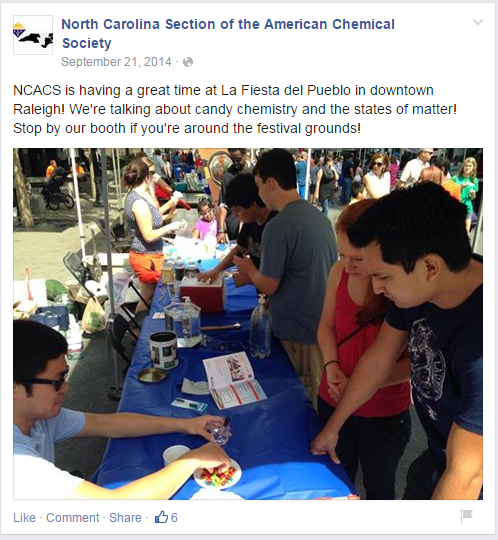 North Carolina Section of the American Chemical
Society
September 21, 2014 ·
NCACS is having a great time at La Fiesta del Pueblo in downtown
Raleigh! We're talking about candy chemistry and the states of matter!
Stop by our booth if you're around the festival grounds!
Like · Comment · Share · 6